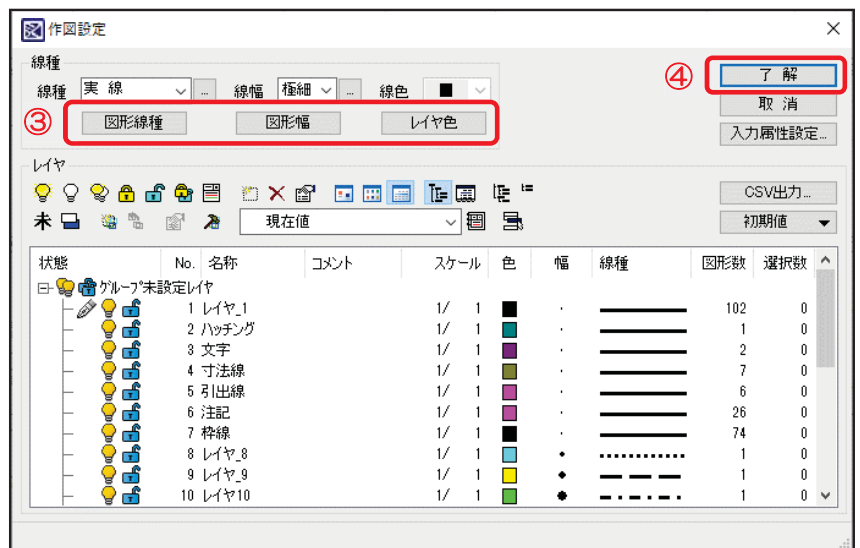 作図設定
線種
線種 実 線 ... 線幅 極細 ... 線色
③ 図形線種 図形幅 レイヤ色
④ 了 解
取 消
入力属性設定...
レイヤ
CSV出力...
未 現在値 初期値
状態 No. 名称 コメント スケール 色 幅 線種 図形数 選択数
グループ未設定レイヤ
1 レイヤ_1 1/ 1 102 0
2 ハッチング 1/ 1 1 0
3 文字 1/ 1 2 0
4 寸法線 1/ 1 7 0
5 引出線 1/ 1 6 0
6 注記 1/ 1 26 0
7 枠線 1/ 1 74 0
8 レイヤ_8 1/ 1 1 0
9 レイヤ_9 1/ 1 1 0
10 レイヤ10 1/ 1 1 0